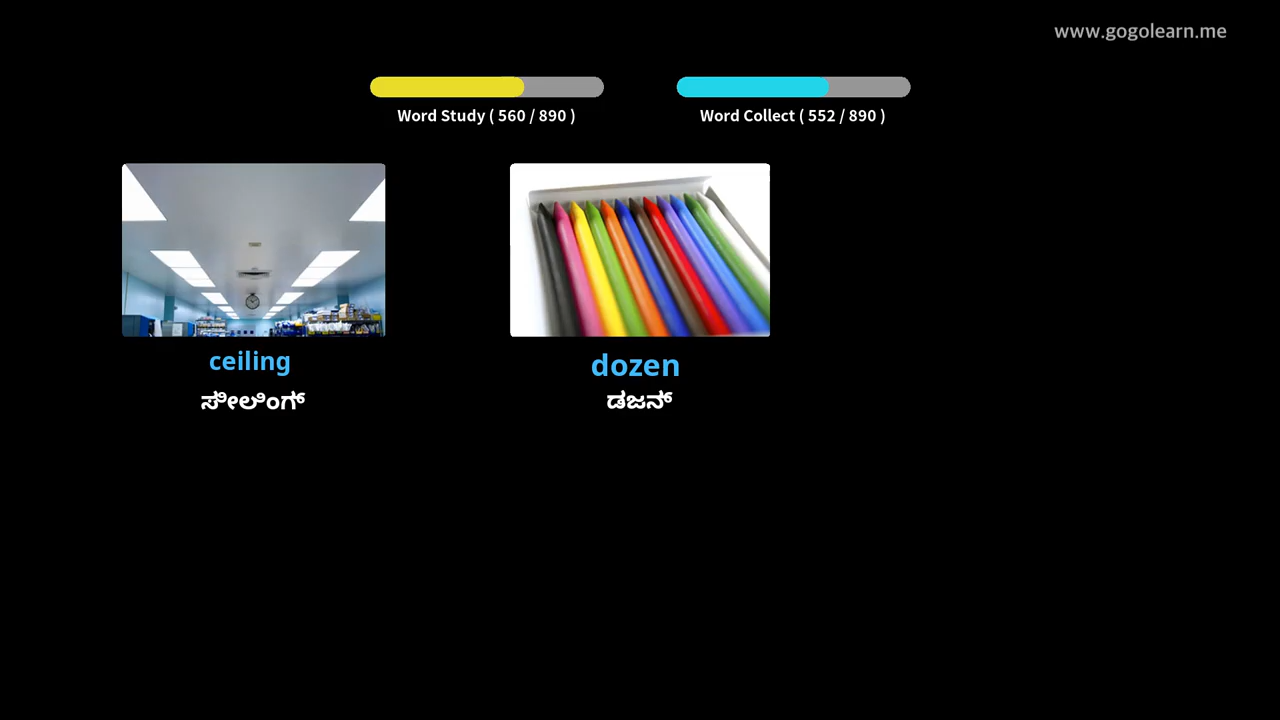 www.gogolearn.me
Word Study ( 560 / 890 )
Word Collect ( 552 / 890 )
ceiling
ಸೀಲಿಂಗ್
dozen
ಡಜನ್